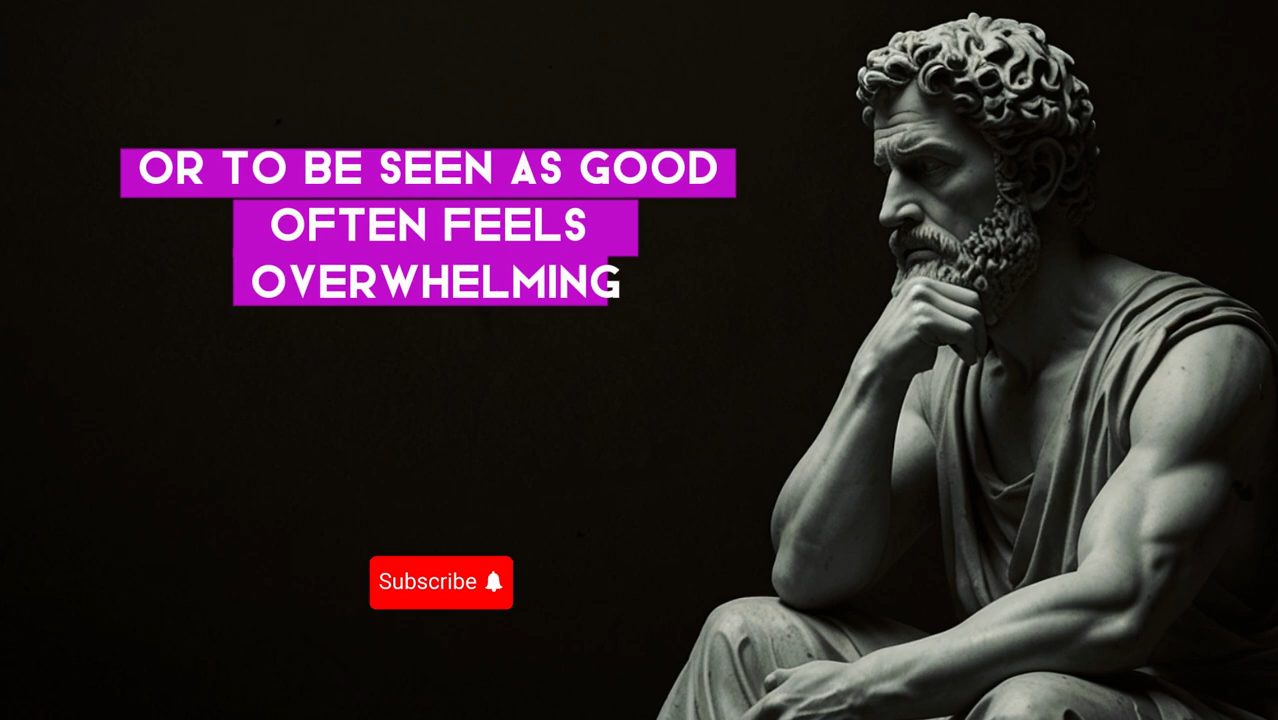 OR TO BE SEEN AS GOOD
OFTEN FEELS
OVERWHELMING
Subscribe